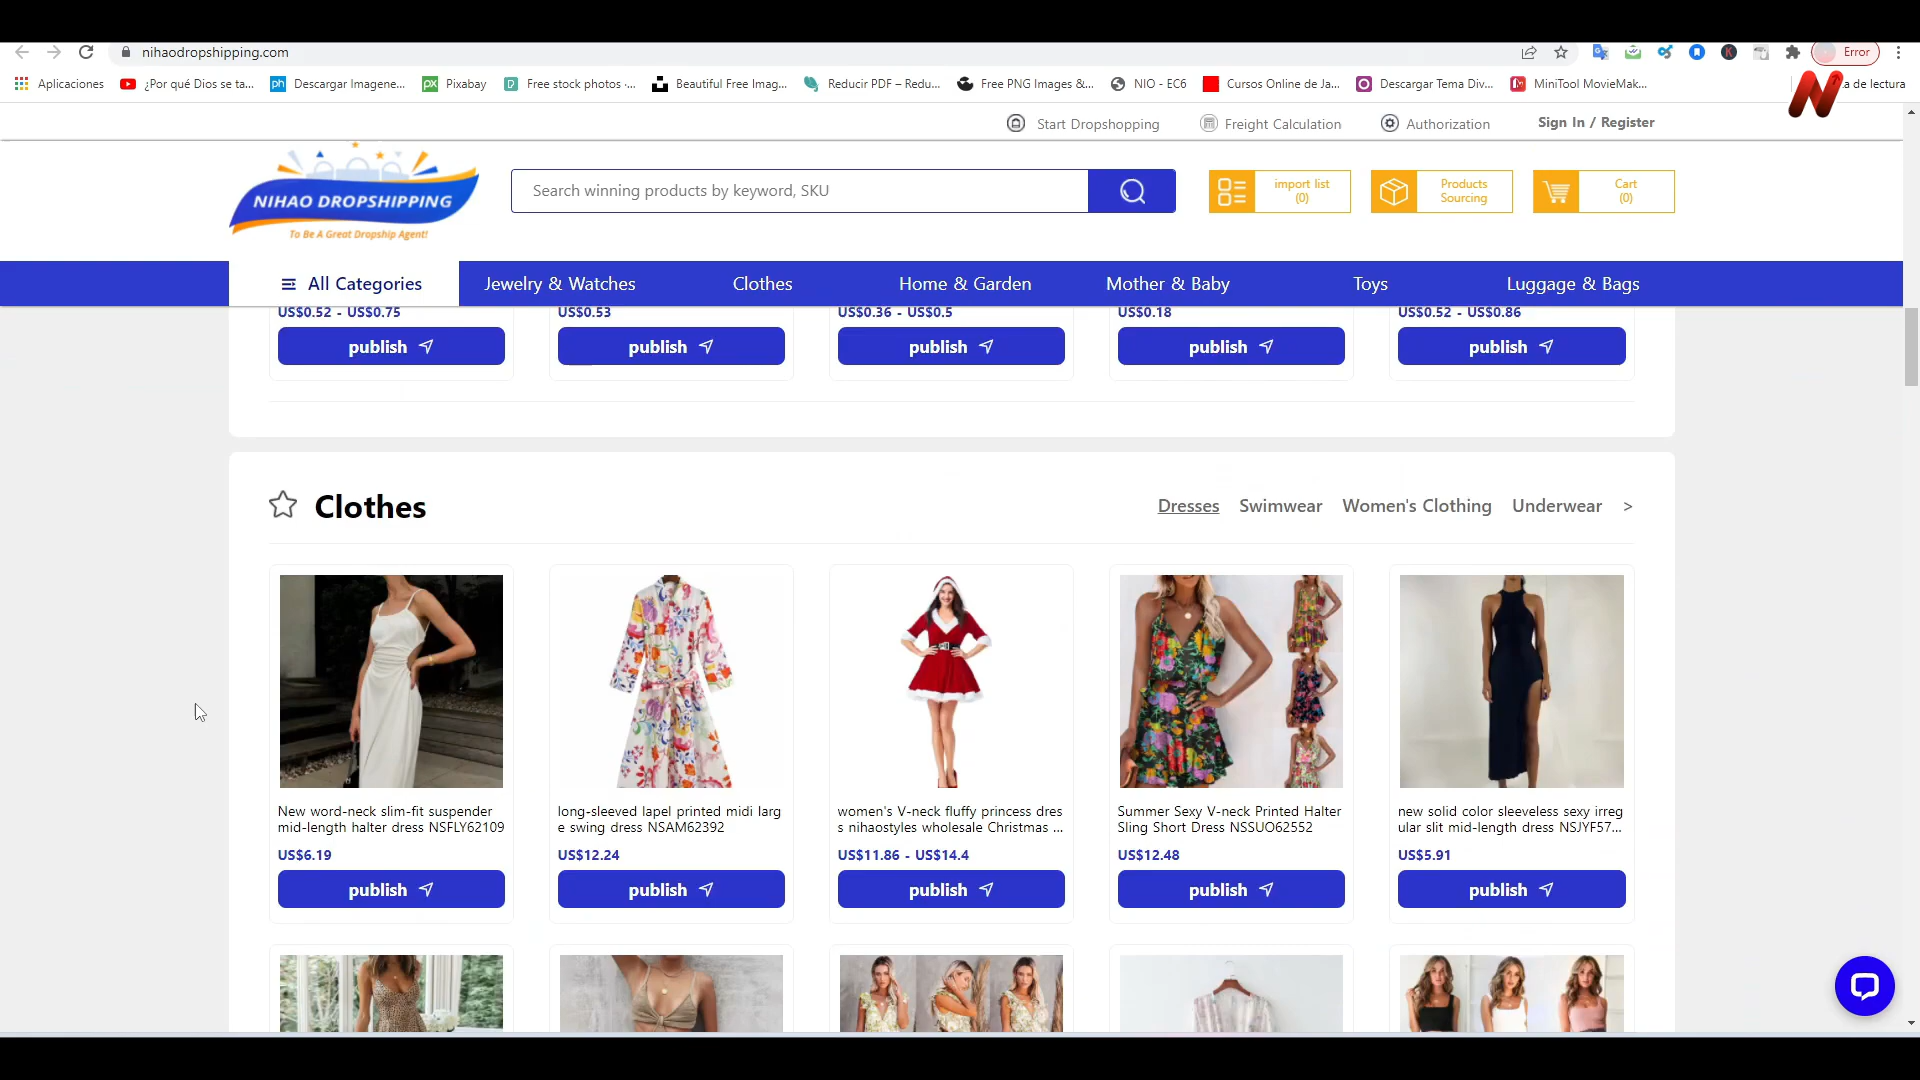 nihaodropshipping.com
Error
Aplicaciones
¿Por qué Dios se ta...
Descargar Imagene...
Pixabay
Free stock photos ·...
Beautiful Free Imag...
Reducir PDF – Redu...
Free PNG Images &...
NIO - EC6
Cursos Online de Ja...
Descargar Tema Div...
MiniTool MovieMak...
a de lectura
Start Dropshopping
Freight Calculation
Authorization
Sign In / Register
NIHAO DROPSHIPPING
To Be A Great Dropship Agent!
Search winning products by keyword, SKU
import list
(0)
Products
Sourcing
Cart
(0)
All Categories
Jewelry & Watches
Clothes
Home & Garden
Mother & Baby
Toys
Luggage & Bags
US$0.52 - US$0.75
US$0.53
US$0.36 - US$0.5
US$0.18
US$0.52 - US$0.86
publish
publish
publish
publish
publish
Clothes
Dresses
Swimwear
Women's Clothing
Underwear
>
New word-neck slim-fit suspender
mid-length halter dress NSFLY62109
US$6.19
publish
long-sleeved lapel printed midi larg
e swing dress NSAM62392
US$12.24
publish
women's V-neck fluffy princess dres
s nihaostyles wholesale Christmas ...
US$11.86 - US$14.4
publish
Summer Sexy V-neck Printed Halter
Sling Short Dress NSSUO62552
US$12.48
publish
new solid color sleeveless sexy irreg
ular slit mid-length dress NSJYF57...
US$5.91
publish